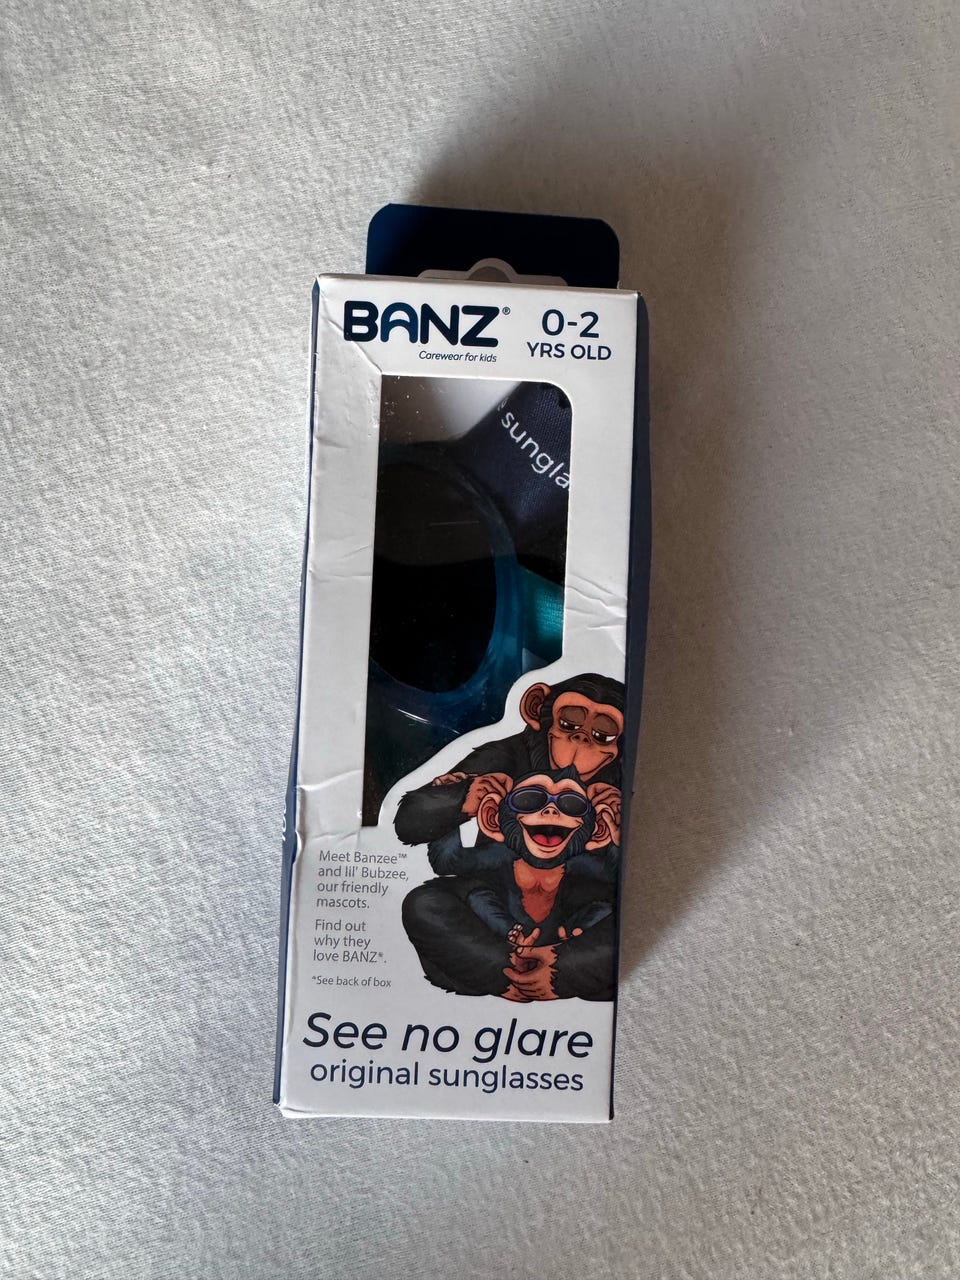 BANZ®
Carewear for kids
0-2
YRS OLD
sungla
Meet Banzee™
and lil' Bubzee,
our friendly
mascots.
Find out
why they
love BANZ®.
*See back of box
See no glare
original sunglasses